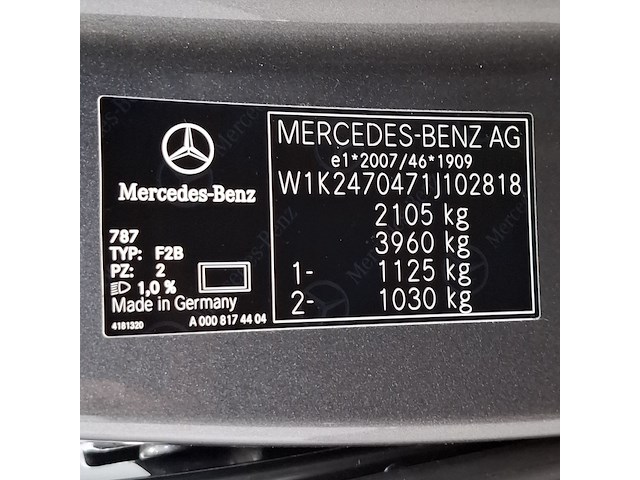 Mercedes-Benz
787
TYP: F2B
PZ: 2
1,0 %
Made in Germany
4181320
A 000 817 44 04
MERCEDES-BENZ AG
e1*2007/46*1909
W1K2470471J102818
2105 kg
3960 kg
1- 1125 kg
2- 1030 kg